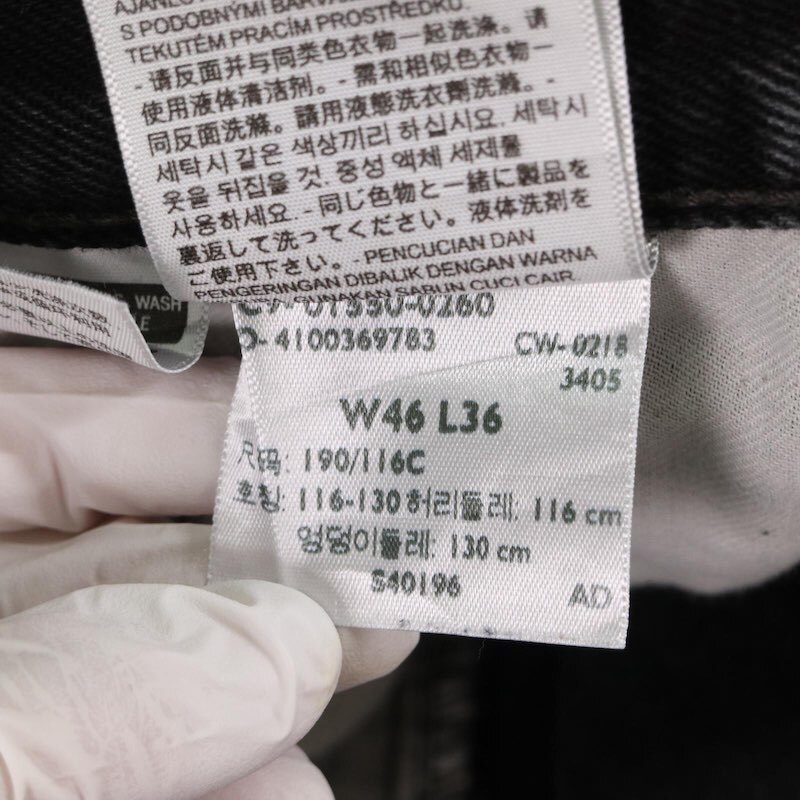 S PODOBNÝMI
TEKUTÉM PRACÍM PROSTŘEDKU.
- 请反面并与同类色衣物一起洗涤。请
使用液体清洁剂。- 需和相似色衣物一
同反面洗滌。請用液態洗衣劑洗滌。-
세탁시 같은 색상끼리 하십시요. 세탁시
옷을 뒤집을 것. 중성 액체 세제를
사용하세요. - 同じ色物と一緒に製品を
裏返して洗ってください。液体洗剤を
ご使用下さい。- PENCUCIAN DAN
PENGERINGAN DIBALIK DENGAN WARNA
GUNAKAN SABUN CUCI CAIR.
WASH
01550-0260
4100369783 CW-0218
3405
W46 L36
尺码: 190/116C
호칭: 116-130 허리둘레: 116 cm
엉덩이둘레: 130 cm
S40196 AD